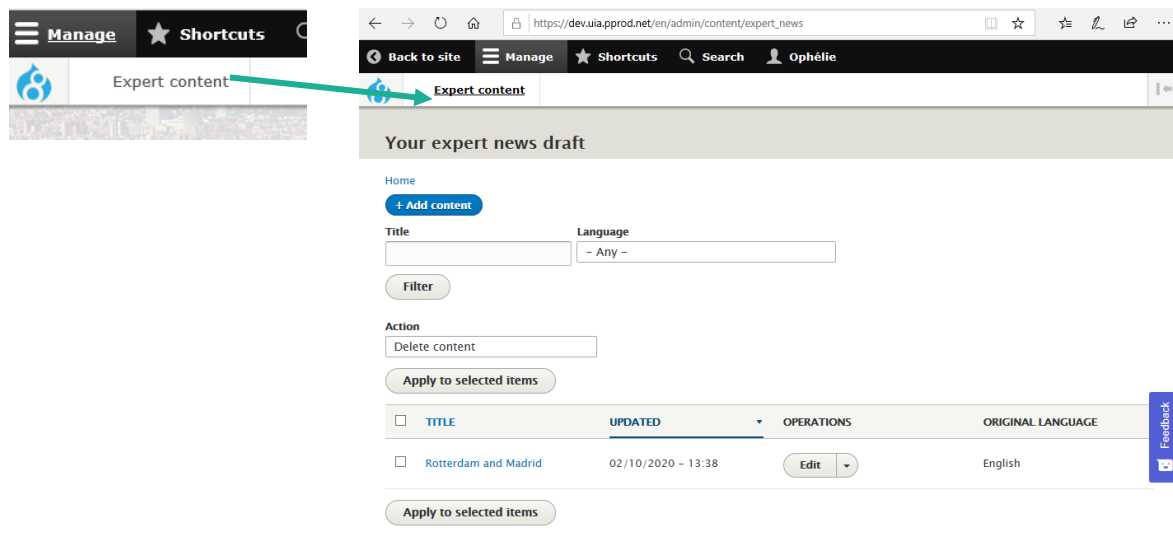 Manage Shortcuts
Expert content
https://dev.uia.pprod.net/en/admin/content/expert_news
Back to site Manage Shortcuts Search Ophélie
Expert content
Your expert news draft
Home
+ Add content
Title Language
- Any -
Filter
Action
Delete content
Apply to selected items
TITLE UPDATED OPERATIONS ORIGINAL LANGUAGE
Rotterdam and Madrid 02/10/2020 - 13:38 Edit English
Apply to selected items
Feedback